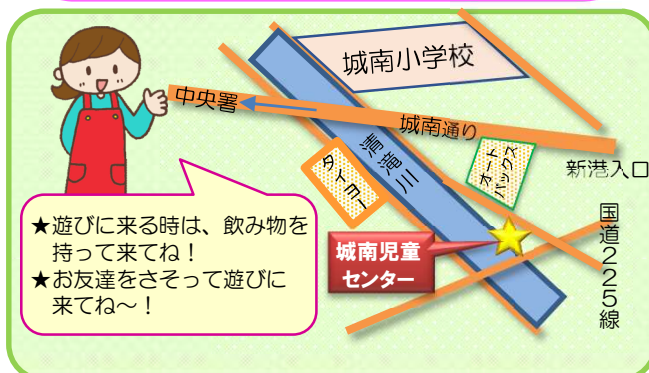 城南小学校
中央署
城南通り
新港入口
清滝川
タイヨー
オート
バックス
国道225線
城南児童
センター
★遊びに来る時は、飲み物を
持って来てね！
★お友達をさそって遊びに
来てね～！